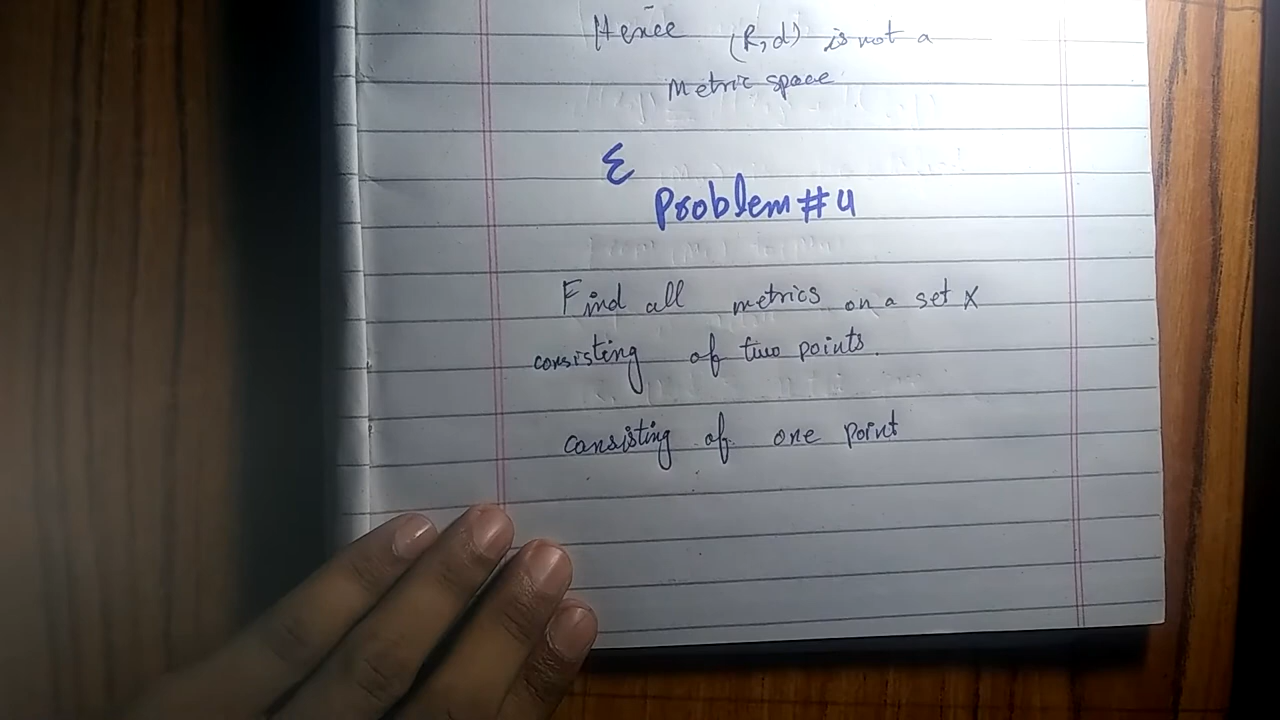 Hence (R,d) is not a
Metric space
ε
Problem #4
Find all metrics on a set X
consisting of two points.
consisting of one point